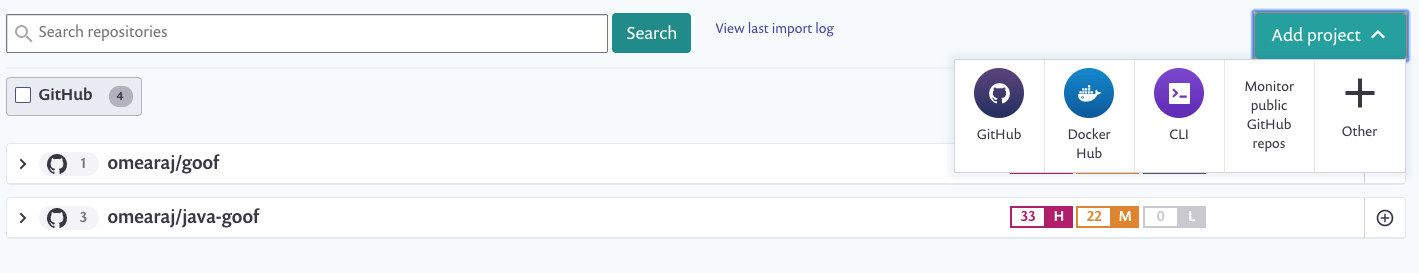 Search repositories
Search
View last import log
Add project
GitHub 4
GitHub
Docker
Hub
CLI
Monitor
public
GitHub
repos
Other
1 omearaj/goof
3 omearaj/java-goof 33 H 22 M 0 L